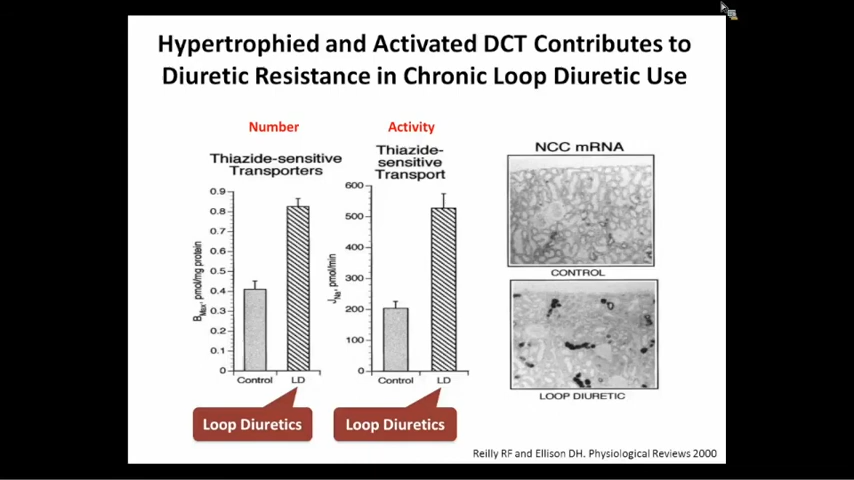 Hypertrophied and Activated DCT Contributes to
Diuretic Resistance in Chronic Loop Diuretic Use
Number
Thiazide-sensitive
Transporters
BMax, pmol/mg protein
0.9
0.8
0.7
0.6
0.5
0.4
0.3
0.2
0.1
0
Control LD
Loop Diuretics
Activity
Thiazide-
sensitive
Transport
JNa, pmol/min
600
500
400
300
200
100
0
Control LD
Loop Diuretics
NCC mRNA
CONTROL
LOOP DIURETIC
Reilly RF and Ellison DH. Physiological Reviews 2000